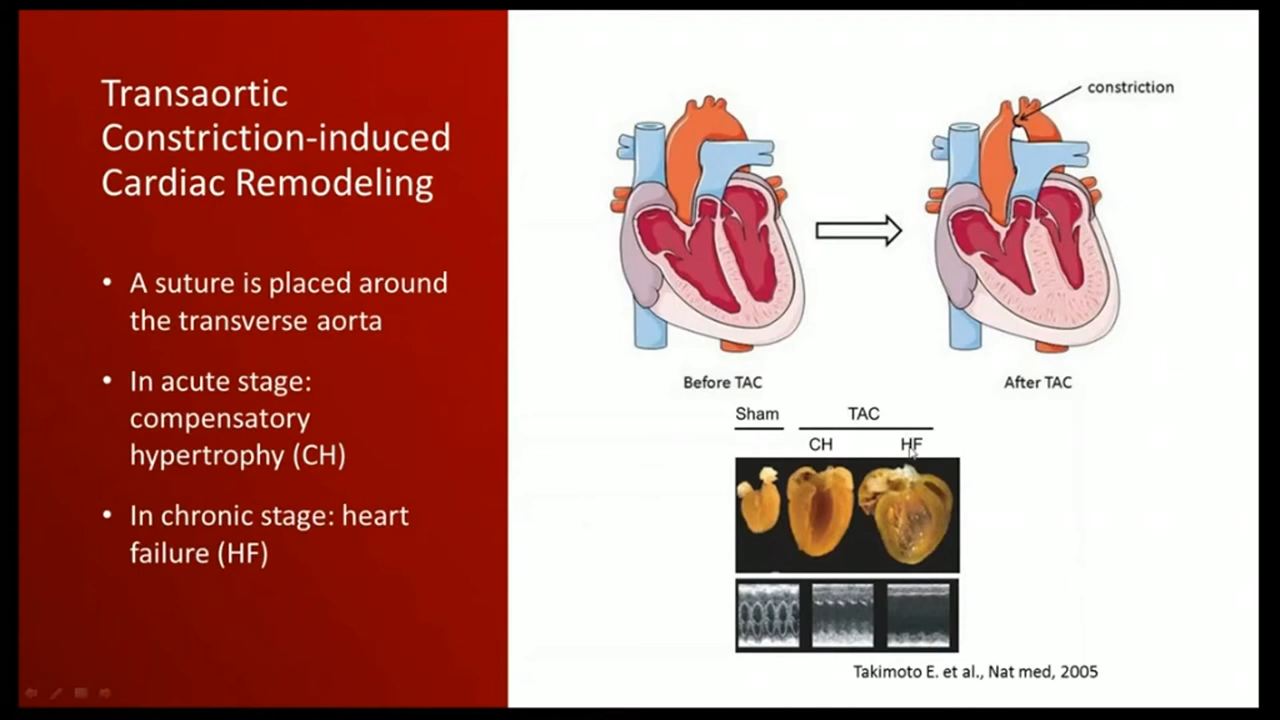 Transaortic
Constriction-induced
Cardiac Remodeling
• A suture is placed around
the transverse aorta
• In acute stage:
compensatory
hypertrophy (CH)
• In chronic stage: heart
failure (HF)
constriction
Before TAC
After TAC
Sham
TAC
CH
HF
Takimoto E. et al., Nat med, 2005